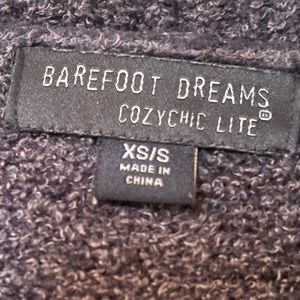 BAREFOOT DREAMS
COZYCHIC LITE®
XS/S
MADE IN
CHINA